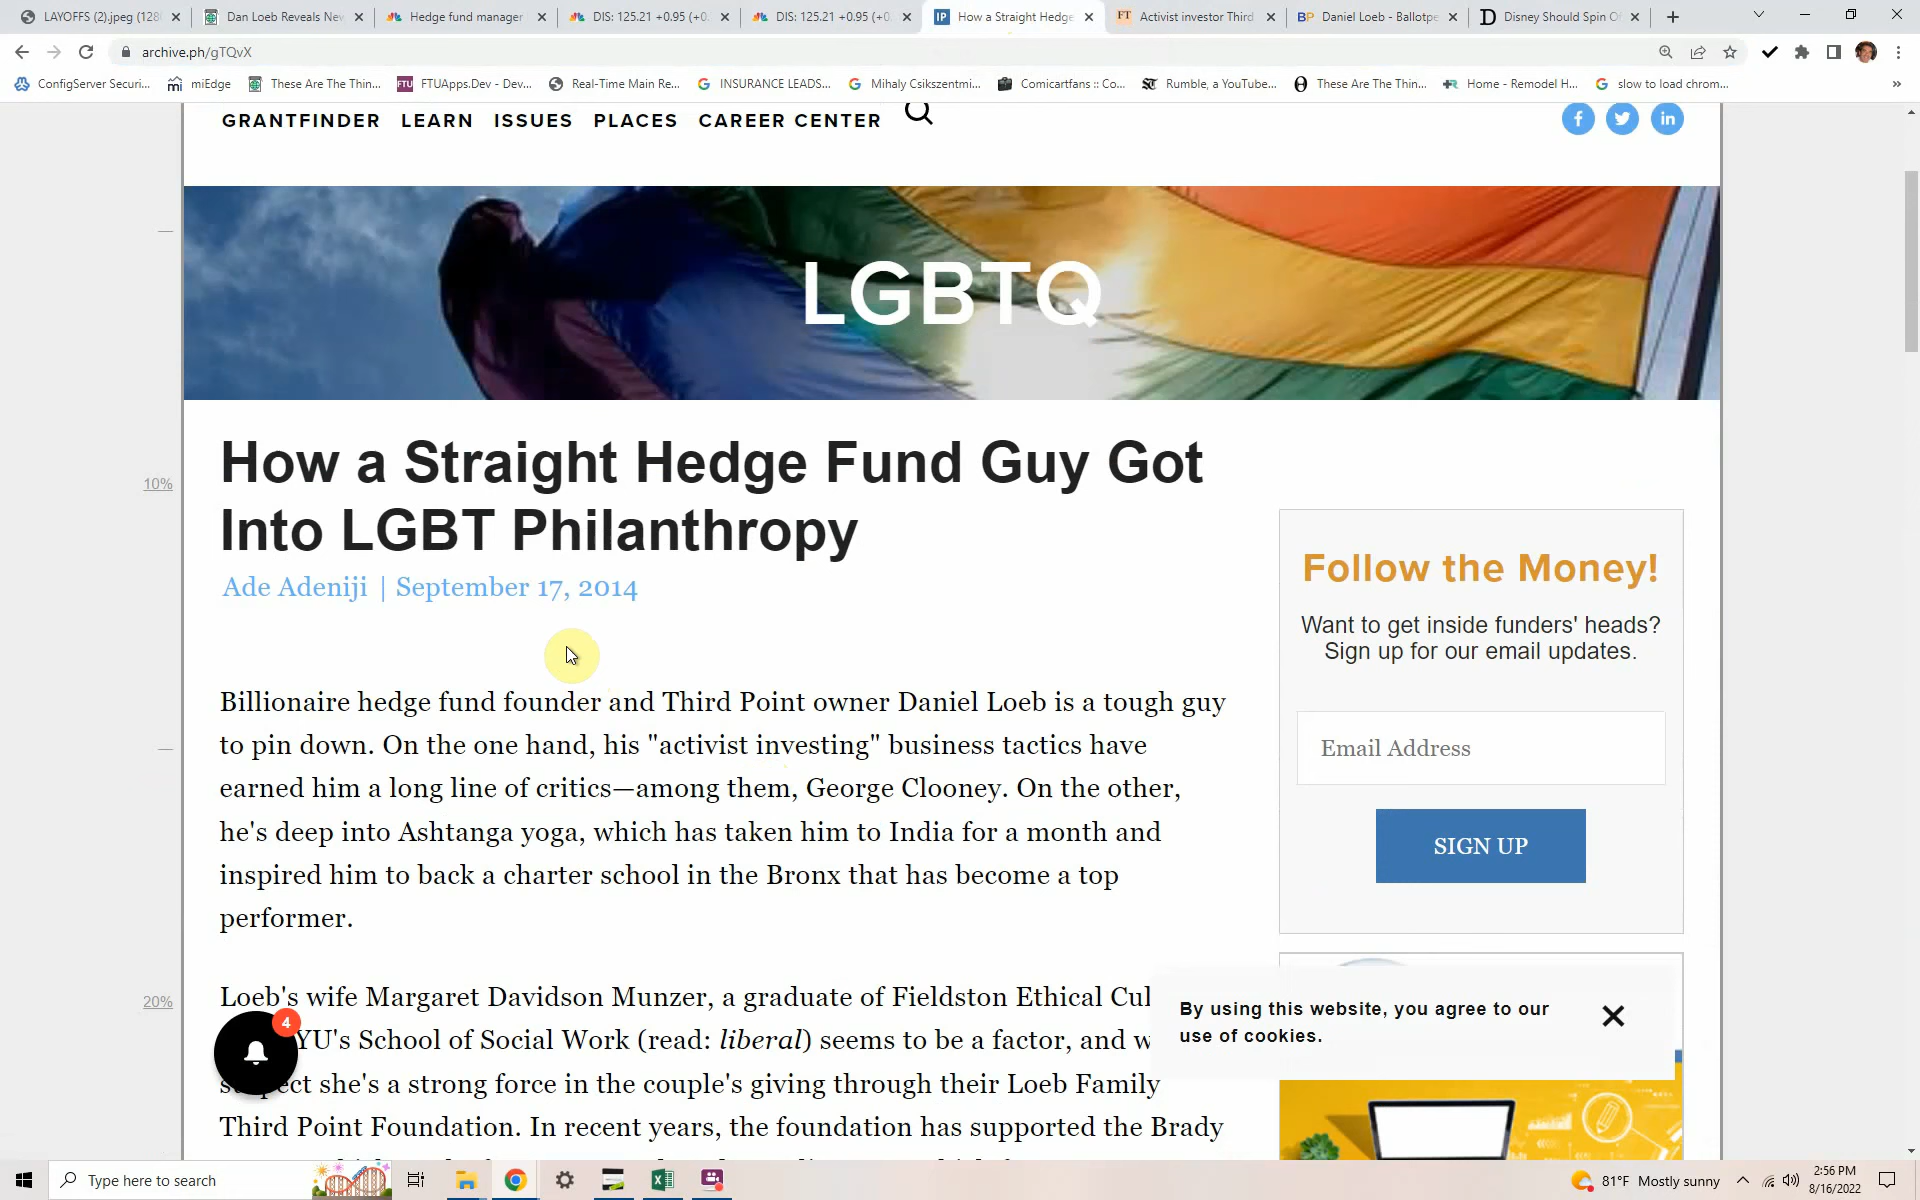 LAYOFFS (2).jpeg (128
Dan Loeb Reveals New
Hedge fund manager
DIS: 125.21 +0.95 (+0.
DIS: 125.21 +0.95 (+0.
How a Straight Hedge
Activist investor Third
Daniel Loeb - Ballotpe
Disney Should Spin O
archive.ph/gTQvX
ConfigServer Securi...
miEdge
These Are The Thin...
FTUApps.Dev - Dev...
Real-Time Main Re...
INSURANCE LEADS...
Mihaly Csikszentmi...
Comicartfans :: Co...
Rumble, a YouTube...
These Are The Thin...
Home - Remodel H...
slow to load chrom...
GRANTFINDER LEARN ISSUES PLACES CAREER CENTER
LGBTQ
How a Straight Hedge Fund Guy Got
Into LGBT Philanthropy
Ade Adeniji | September 17, 2014
10%
Billionaire hedge fund founder and Third Point owner Daniel Loeb is a tough guy
to pin down. On the one hand, his "activist investing" business tactics have
earned him a long line of critics—among them, George Clooney. On the other,
he's deep into Ashtanga yoga, which has taken him to India for a month and
inspired him to back a charter school in the Bronx that has become a top
performer.
20%
Loeb's wife Margaret Davidson Munzer, a graduate of Fieldston Ethical Cul
YU's School of Social Work (read: liberal) seems to be a factor, and w
ect she's a strong force in the couple's giving through their Loeb Family
Third Point Foundation. In recent years, the foundation has supported the Brady
4
Follow the Money!
Want to get inside funders' heads?
Sign up for our email updates.
Email Address
SIGN UP
By using this website, you agree to our
use of cookies.
Type here to search
81°F Mostly sunny
2:56 PM
8/16/2022